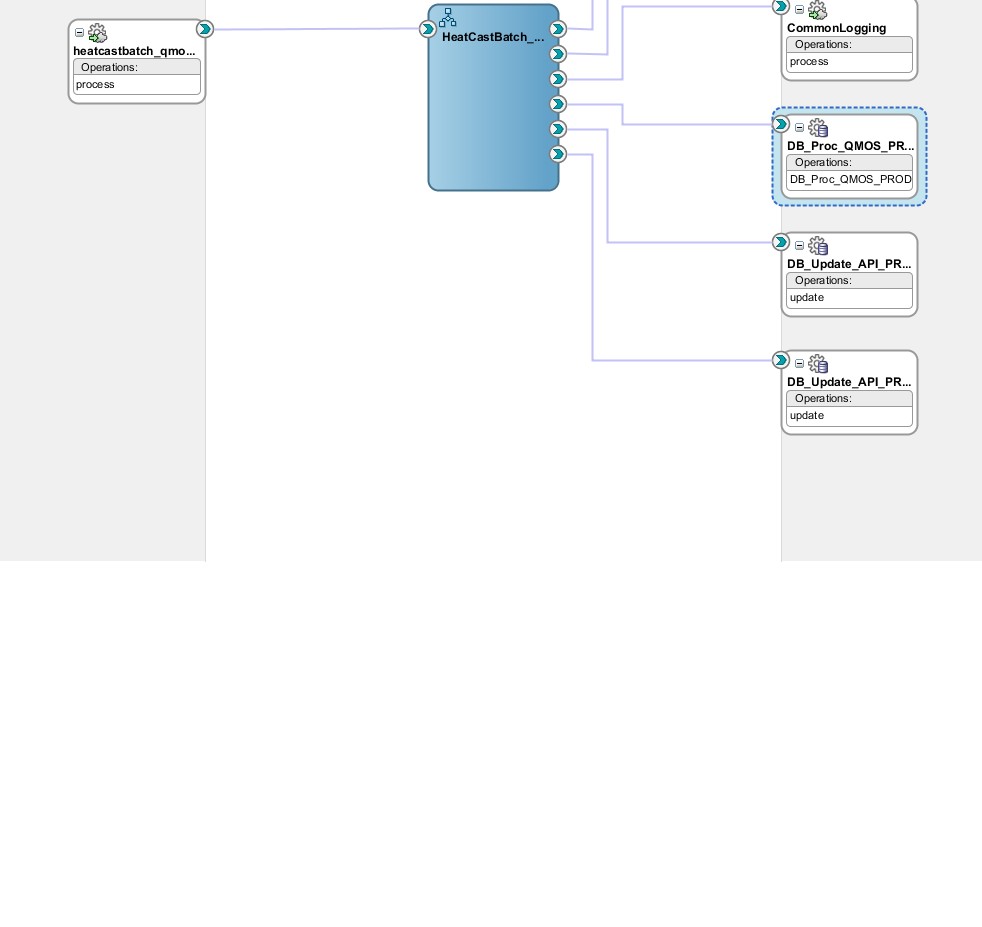 heatcastbatch_qmo...
Operations:
process
HeatCastBatch_...
CommonLogging
Operations:
process
DB_Proc_QMOS_PR...
Operations:
DB_Proc_QMOS_PROD
DB_Update_API_PR...
Operations:
update
DB_Update_API_PR...
Operations:
update